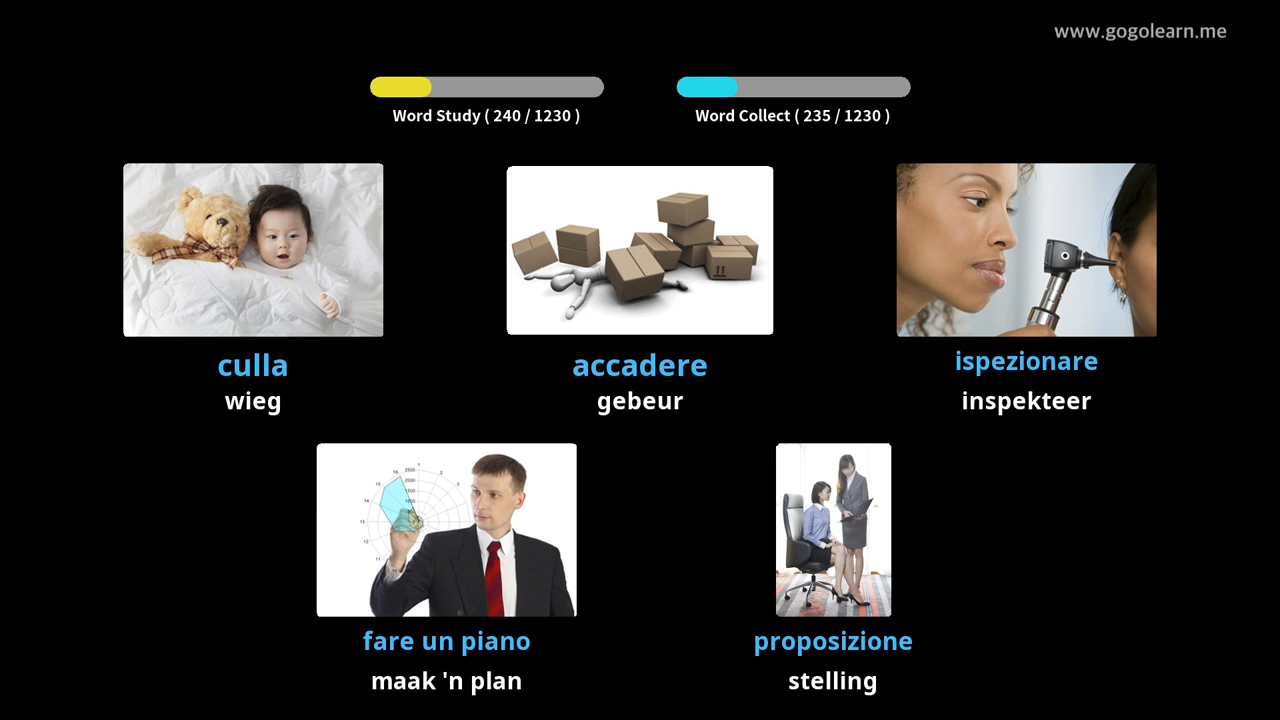 www.gogolearn.me
Word Study ( 240 / 1230 )
Word Collect ( 235 / 1230 )
culla
wieg
accadere
gebeur
ispezionare
inspekteer
fare un piano
maak 'n plan
proposizione
stelling